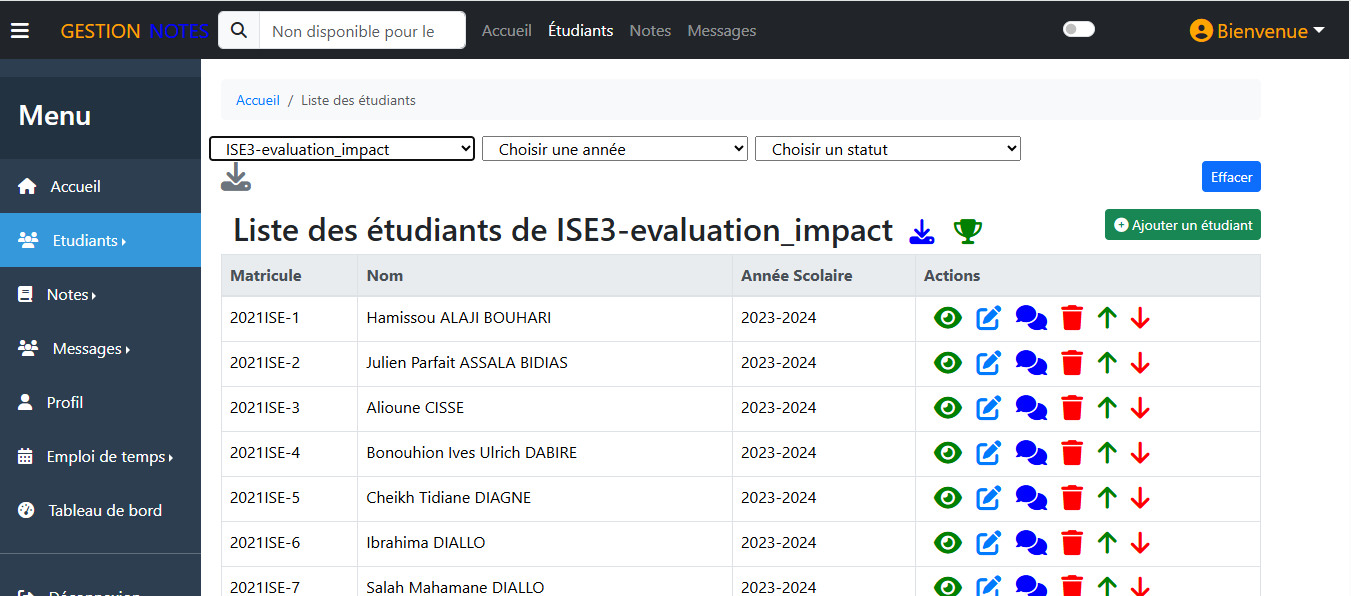 GESTION NOTES Non disponible pour le Accueil Étudiants Notes Messages Bienvenue
Menu
Accueil
Etudiants
Notes
Messages
Profil
Emploi de temps
Tableau de bord
Déconnexion
Accueil / Liste des étudiants
ISE3-evaluation_impact Choisir une année Choisir un statut
Effacer
Liste des étudiants de ISE3-evaluation_impact
Ajouter un étudiant
Matricule Nom Année Scolaire Actions
2021ISE-1 Hamissou ALAJI BOUHARI 2023-2024
2021ISE-2 Julien Parfait ASSALA BIDIAS 2023-2024
2021ISE-3 Alioune CISSE 2023-2024
2021ISE-4 Bonouhion Ives Ulrich DABIRE 2023-2024
2021ISE-5 Cheikh Tidiane DIAGNE 2023-2024
2021ISE-6 Ibrahima DIALLO 2023-2024
2021ISE-7 Salah Mahamane DIALLO 2023-2024